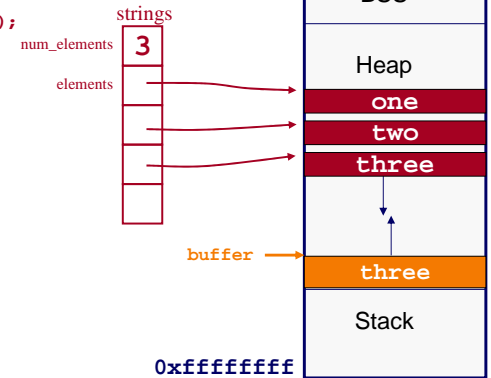 );
strings
num_elements
3
elements
Heap
one
two
three
buffer
three
Stack
0xffffffff